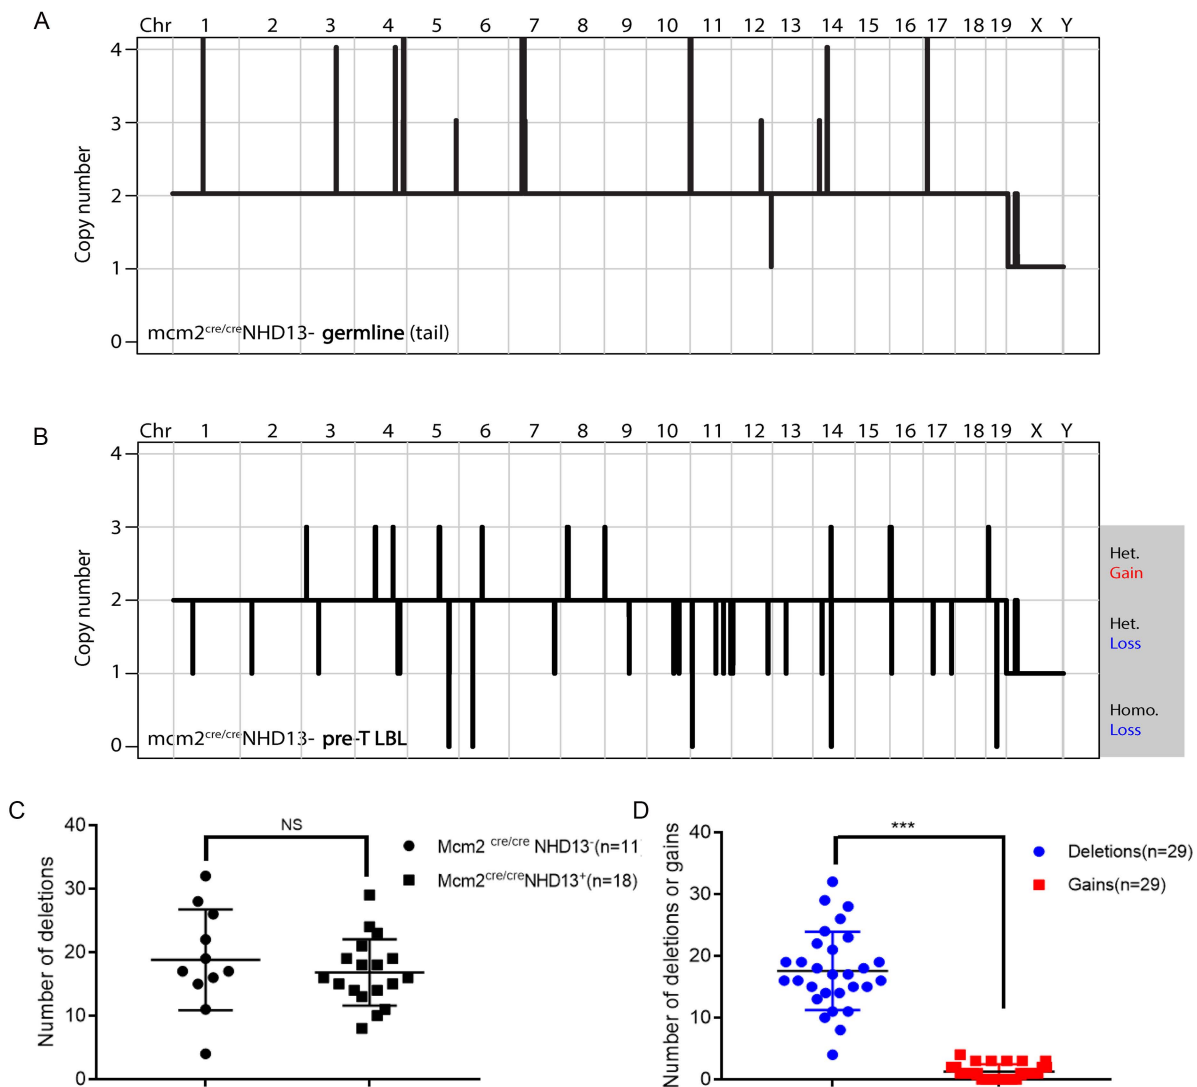 A
Chr 1 2 3 4 5 6 7 8 9 10 11 12 13 14 15 16 17 18 19 X Y
Copy number
4
3
2
1
0
mcm2cre/creNHD13- germline (tail)
B
Chr 1 2 3 4 5 6 7 8 9 10 11 12 13 14 15 16 17 18 19 X Y
Copy number
4
3
2
1
0
Het.
Gain
Het.
Loss
Homo.
Loss
mcm2cre/creNHD13- pre-T LBL
C
Number of deletions
40
30
20
10
0
NS
Mcm2 cre/cre NHD13-(n=11
Mcm2cre/creNHD13+(n=18)
D
Number of deletions or gains
40
30
20
10
0
***
Deletions(n=29)
Gains(n=29)